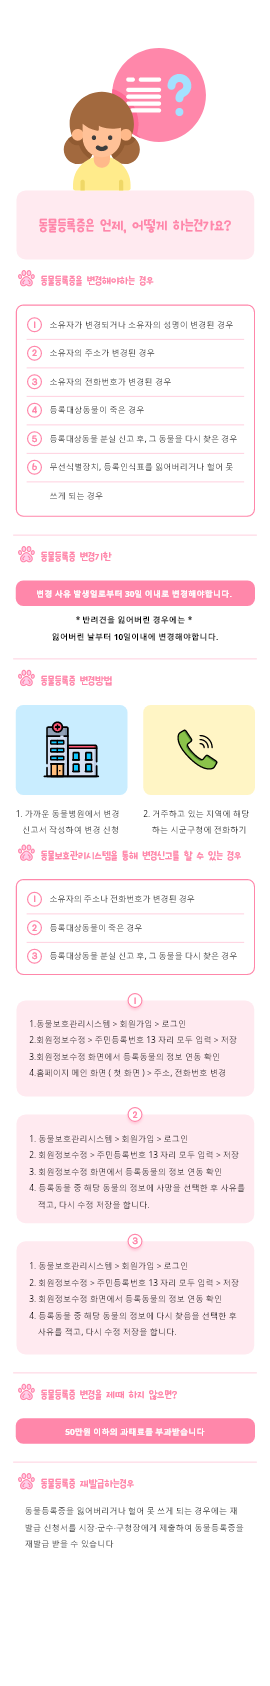 동물등록증은 언제, 어떻게 하는건가요?
동물등록증을 변경해야하는 경우
1 소유자가 변경되거나 소유자의 성명이 변경된 경우
2 소유자의 주소가 변경된 경우
3 소유자의 전화번호가 변경된 경우
4 등록대상동물이 죽은 경우
5 등록대상동물 분실 신고 후, 그 동물을 다시 찾은 경우
6 무선식별장치, 등록인식표를 잃어버리거나 헐어 못
쓰게 되는 경우
동물등록증 변경기한
변경 사유 발생일로부터 30일 이내로 변경해야합니다.
* 반려견을 잃어버린 경우에는 *
잃어버린 날부터 10일이내에 변경해야합니다.
동물등록증 변경방법
1. 가까운 동물병원에서 변경
신고서 작성하여 변경 신청
2. 거주하고 있는 지역에 해당
하는 시군구청에 전화하기
동물보호관리시스템을 통해 변경신고를 할 수 있는 경우
1 소유자의 주소나 전화번호가 변경된 경우
2 등록대상동물이 죽은 경우
3 등록대상동물 분실 신고 후, 그 동물을 다시 찾은 경우
1
1.동물보호관리시스템 > 회원가입 > 로그인
2.회원정보수정 > 주민등록번호 13 자리 모두 입력 > 저장
3.회원정보수정 화면에서 등록동물의 정보 연동 확인
4.홈페이지 메인 화면 ( 첫 화면 ) > 주소, 전화번호 변경
2
1. 동물보호관리시스템 > 회원가입 > 로그인
2. 회원정보수정 > 주민등록번호 13 자리 모두 입력 > 저장
3. 회원정보수정 화면에서 등록동물의 정보 연동 확인
4. 등록동물 중 해당 동물의 정보에 사망을 선택한 후 사유를
적고, 다시 수정 저장을 합니다.
3
1. 동물보호관리시스템 > 회원가입 > 로그인
2. 회원정보수정 > 주민등록번호 13 자리 모두 입력 > 저장
3. 회원정보수정 화면에서 등록동물의 정보 연동 확인
4. 등록동물 중 해당 동물의 정보에 다시 찾음을 선택한 후
사유를 적고, 다시 수정 저장을 합니다.
동물등록증 변경을 제때 하지 않으면?
50만원 이하의 과태료를 부과받습니다
동물등록증 재발급하는경우
동물등록증을 잃어버리거나 헐어 못 쓰게 되는 경우에는 재
발급 신청서를 시장·군수·구청장에게 제출하여 동물등록증을
재발급 받을 수 있습니다